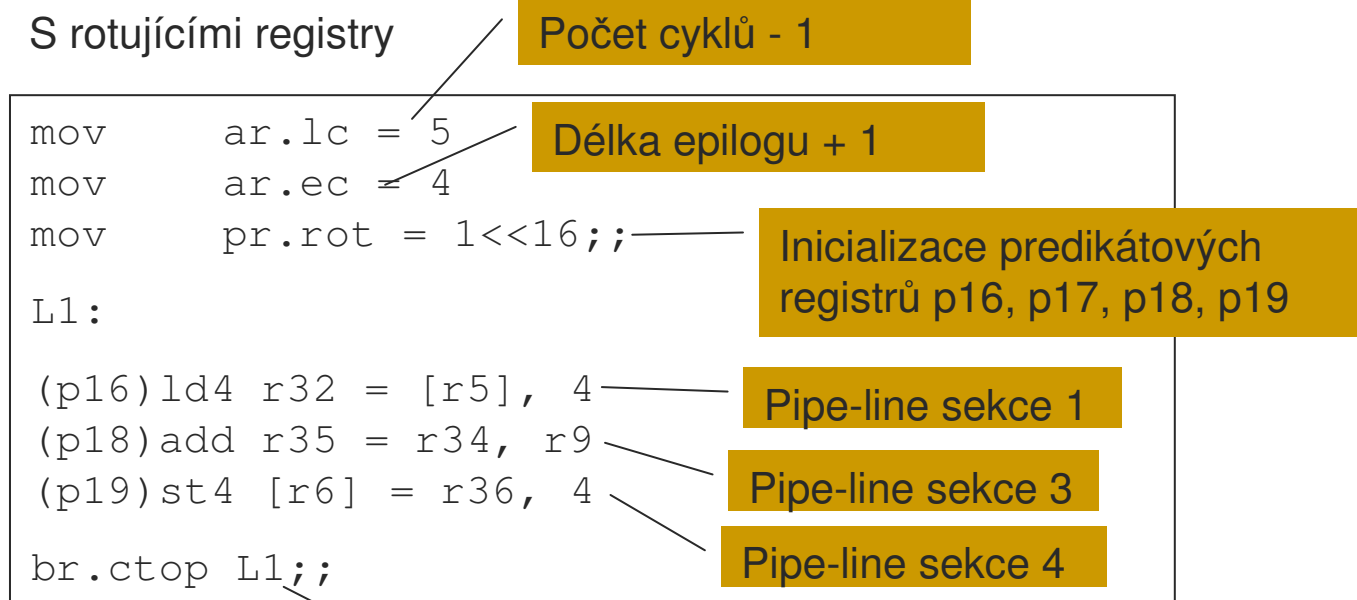 S rotujícími registry
Počet cyklů - 1
mov ar.lc = 5
Délka epilogu + 1
mov ar.ec = 4
mov pr.rot = 1<<16;;
Inicializace predikátových
registrů p16, p17, p18, p19
L1:
(p16)ld4 r32 = [r5], 4
Pipe-line sekce 1
(p18)add r35 = r34, r9
Pipe-line sekce 3
(p19)st4 [r6] = r36, 4
Pipe-line sekce 4
br.ctop L1;;